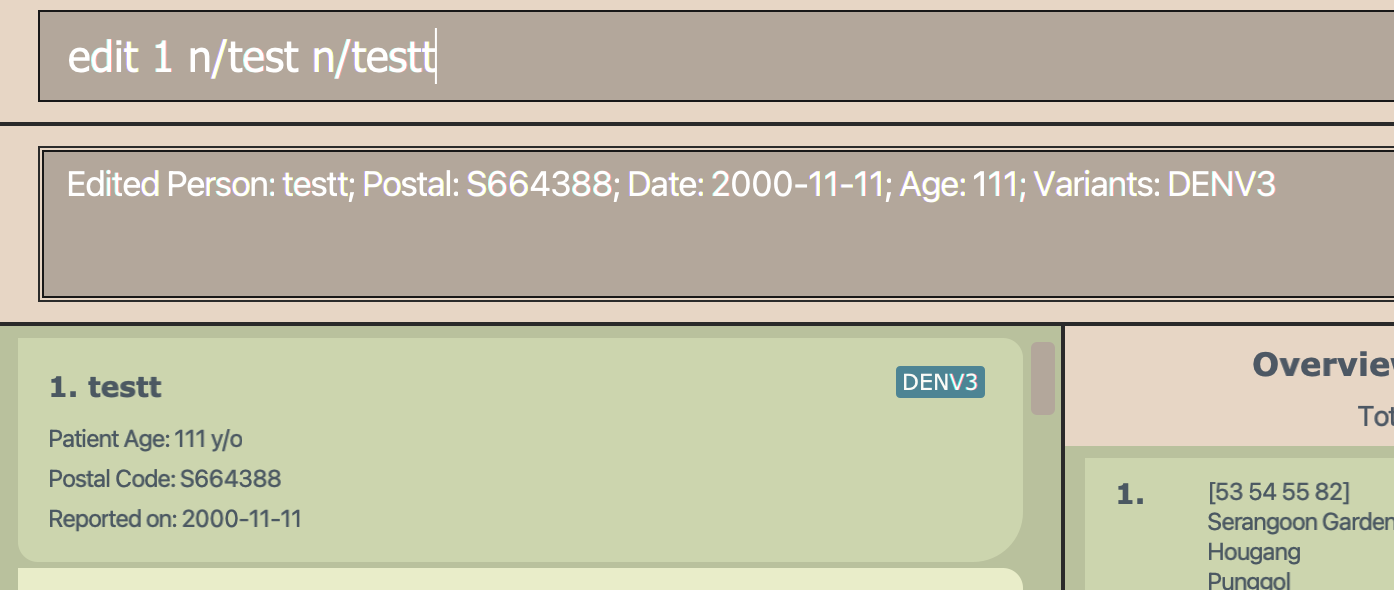 edit 1 n/test n/testt
Edited Person: testt; Postal: S664388; Date: 2000-11-11; Age: 111; Variants: DENV3
1. testt
DENV3
Patient Age: 111 y/o
Postal Code: S664388
Reported on: 2000-11-11
Overview
Tot
1.
[53 54 55 82]
Serangoon Garden
Hougang
Punggol